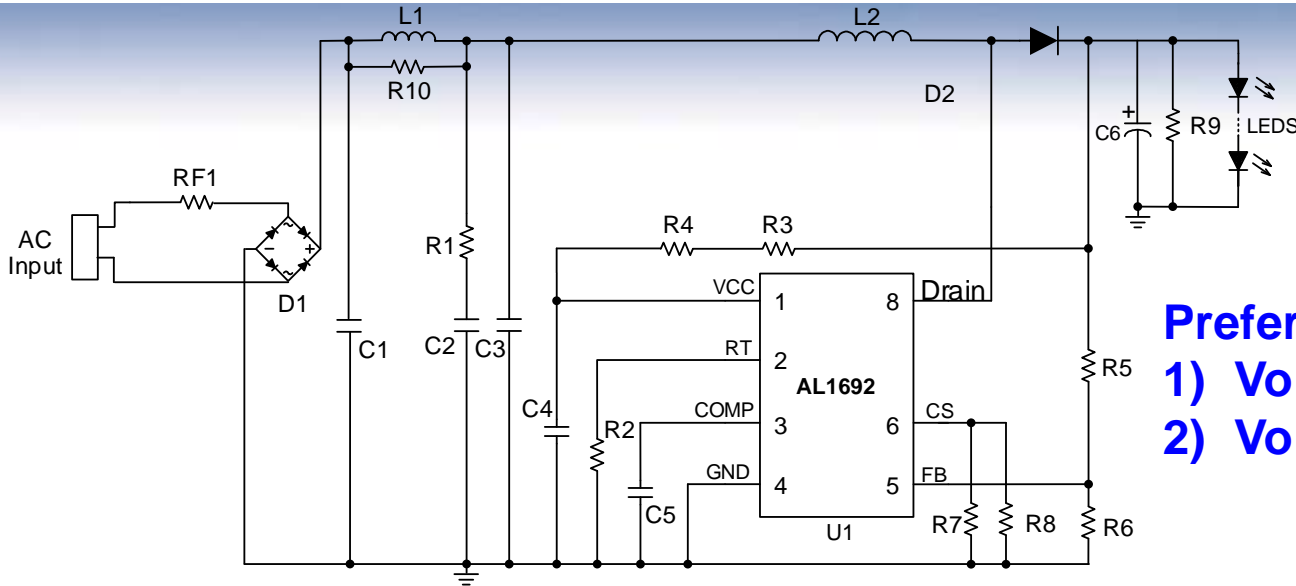 L1
L2
R10
D2
C6
+
R9
LEDS
RF1
AC
Input
~
-
+
~
D1
R1
R4
R3
VCC
1
8
Drain
Prefer
C1
C2
C3
RT
2
AL1692
R5
1) Vo
C4
R2
COMP
3
6
CS
2) Vo
GND
4
5
FB
C5
U1
R7
R8
R6